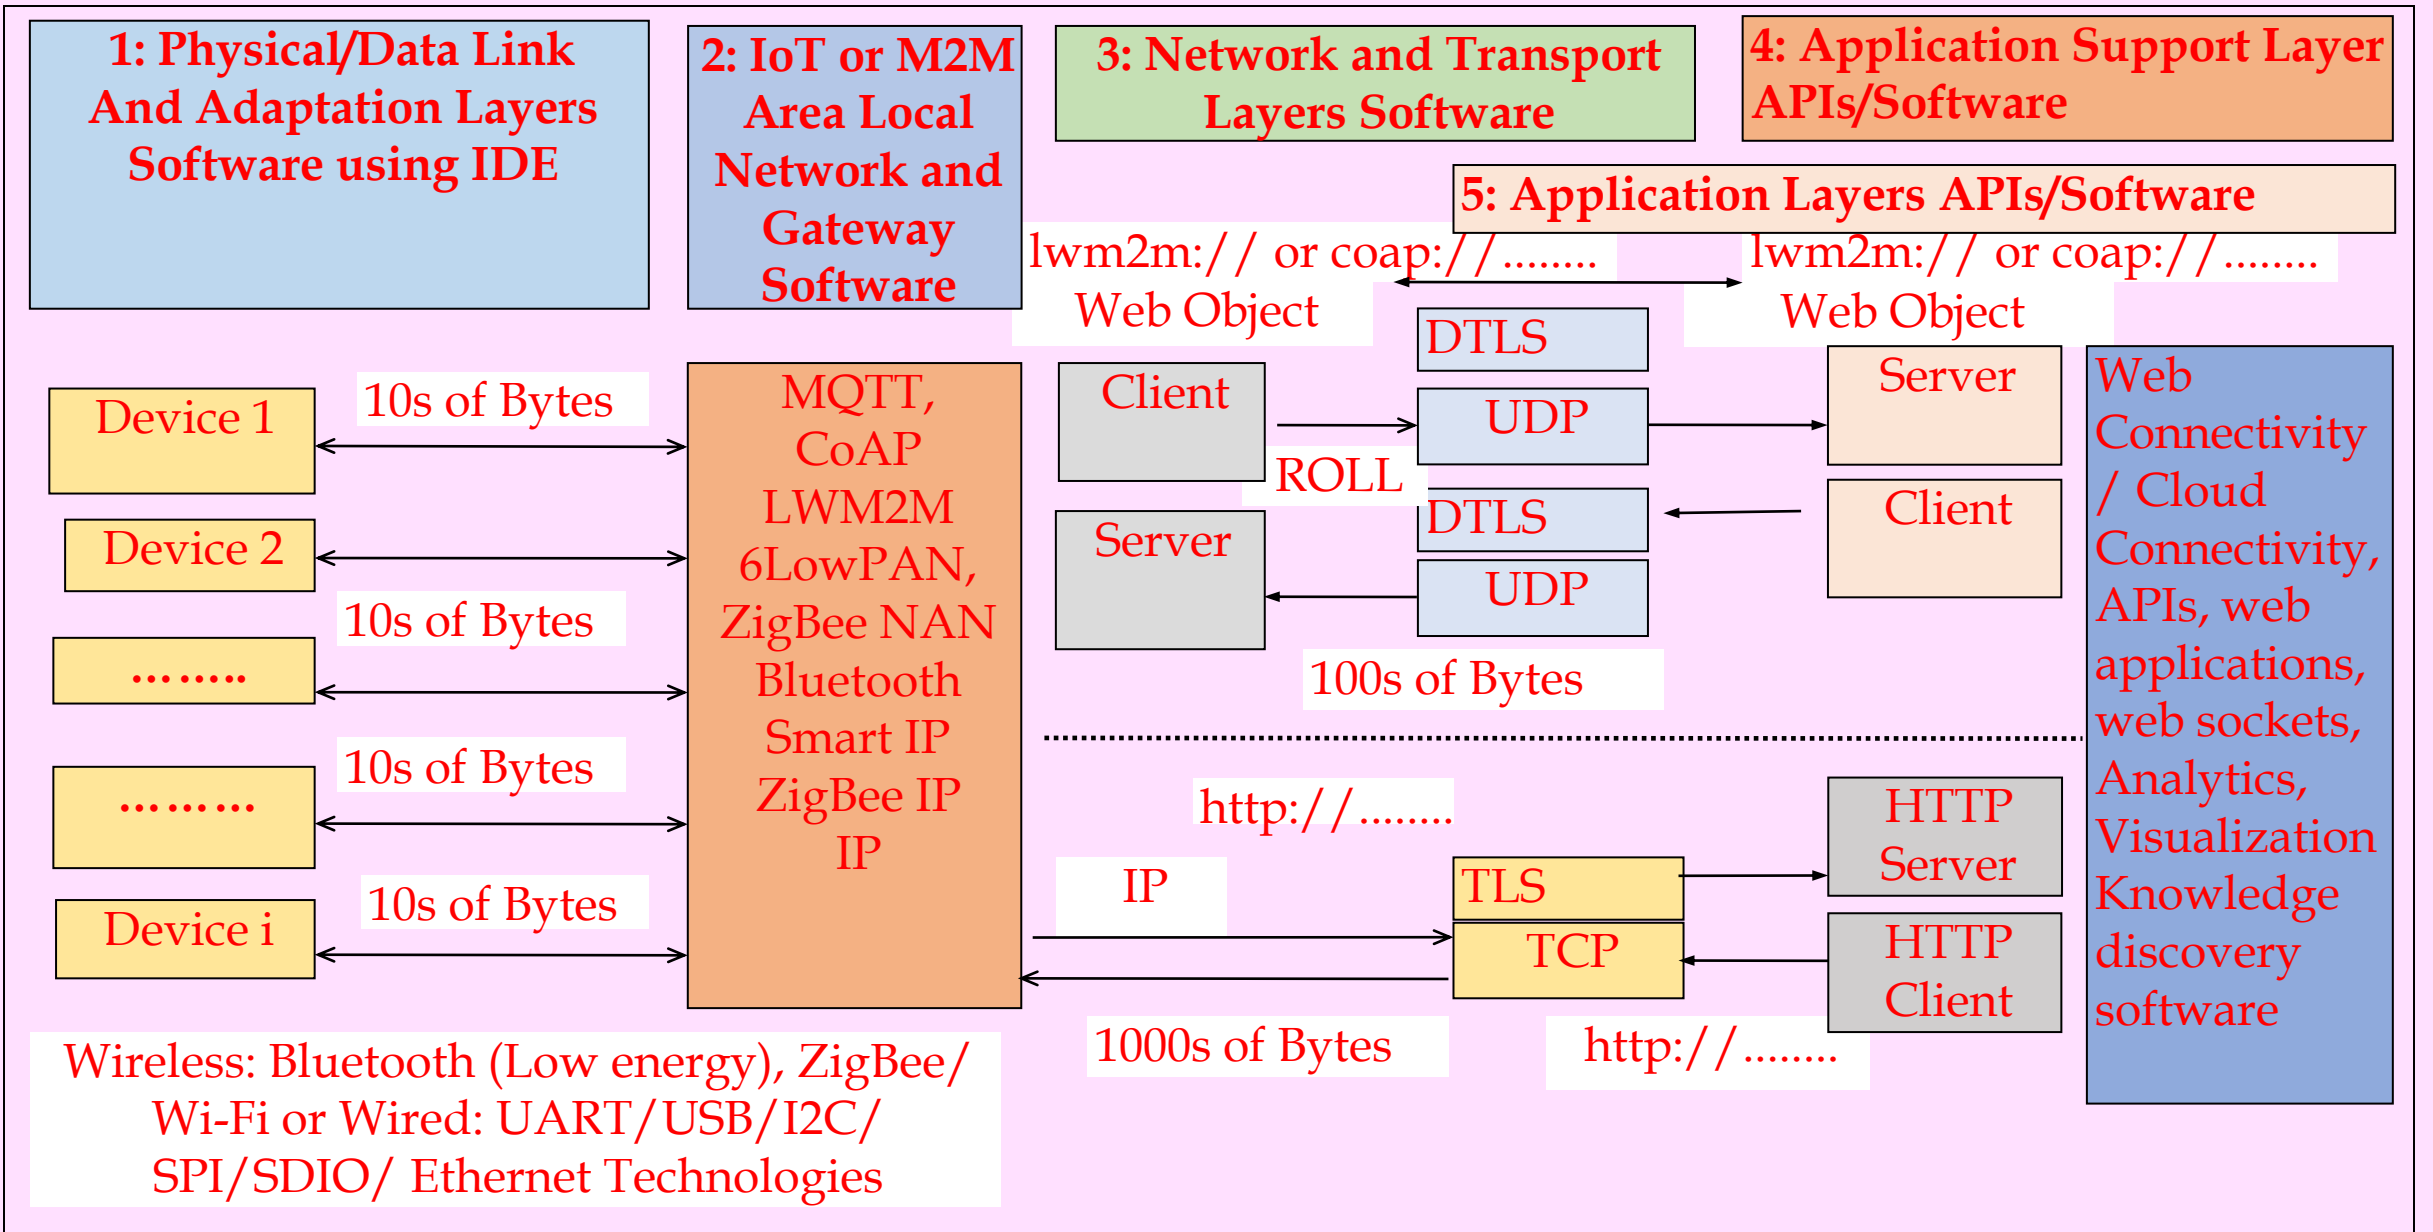 1: Physical/Data Link
And Adaptation Layers
Software using IDE
2: IoT or M2M
Area Local
Network and
Gateway
Software
3: Network and Transport
Layers Software
4: Application Support Layer
APIs/Software
5: Application Layers APIs/Software
lwm2m:// or coap://........
Web Object
lwm2m:// or coap://........
Web Object
Device 1
10s of Bytes
Device 2
10s of Bytes
……..
10s of Bytes
………
10s of Bytes
Device i
MQTT,
CoAP
LWM2M
6LowPAN,
ZigBee NAN
Bluetooth
Smart IP
ZigBee IP
IP
Client
ROLL
Server
DTLS
UDP
DTLS
UDP
100s of Bytes
Server
Client
http://........
IP
TLS
TCP
1000s of Bytes
http://........
HTTP
Server
HTTP
Client
Web
Connectivity
/ Cloud
Connectivity,
APIs, web
applications,
web sockets,
Analytics,
Visualization
Knowledge
discovery
software
Wireless: Bluetooth (Low energy), ZigBee/
Wi-Fi or Wired: UART/USB/I2C/
SPI/SDIO/ Ethernet Technologies